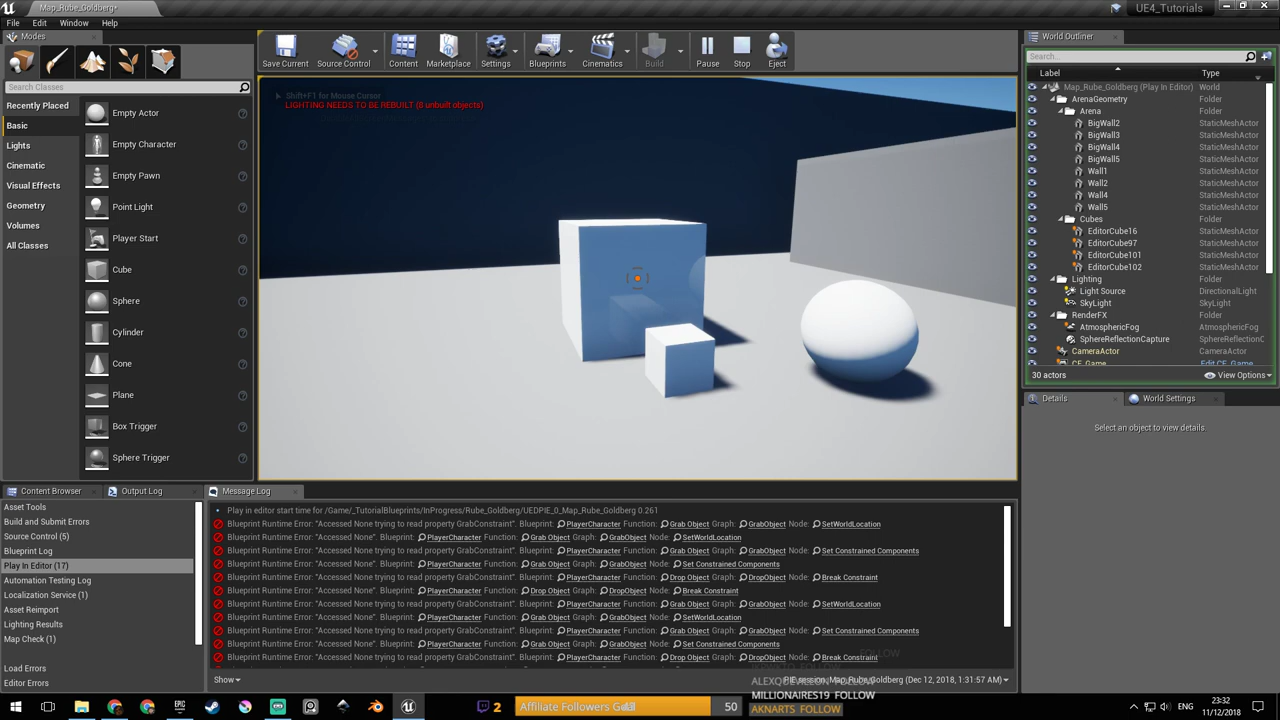 Map_Rube_Goldberg*
UE4_Tutorials
File Edit Window Help
Modes
Search Classes
Recently Placed
Basic
Lights
Cinematic
Visual Effects
Geometry
Volumes
All Classes
Empty Actor
Empty Character
Empty Pawn
Point Light
Player Start
Cube
Sphere
Cylinder
Cone
Plane
Box Trigger
Sphere Trigger
Save Current Source Control Content Marketplace Settings Blueprints Cinematics Build Pause Stop Eject
Shift+F1 for Mouse Cursor
LIGHTING NEEDS TO BE REBUILT (8 unbuilt objects)
World Outliner
Search...
Label Type
Map_Rube_Goldberg (Play In Editor) World
ArenaGeometry Folder
Arena Folder
BigWall2 StaticMeshActor
BigWall3 StaticMeshActor
BigWall4 StaticMeshActor
BigWall5 StaticMeshActor
Wall1 StaticMeshActor
Wall2 StaticMeshActor
Wall4 StaticMeshActor
Wall5 StaticMeshActor
Cubes Folder
EditorCube16 StaticMeshActor
EditorCube97 StaticMeshActor
EditorCube101 StaticMeshActor
EditorCube102 StaticMeshActor
Lighting Folder
Light Source DirectionalLight
SkyLight SkyLight
RenderFX Folder
AtmosphericFog AtmosphericFog
SphereReflectionCapture SphereReflectionC
CameraActor CameraActor
CF_Game Edit CF_Game
30 actors View Options
Details World Settings
Select an object to view details.
Content Browser Output Log Message Log
Asset Tools
Build and Submit Errors
Source Control (5)
Blueprint Log
Play In Editor (17)
Automation Testing Log
Localization Service (1)
Asset Reimport
Lighting Results
Map Check (1)
Load Errors
Editor Errors
Play in editor start time for /Game/_TutorialBlueprints/InProgress/Rube_Goldberg/UEDPIE_0_Map_Rube_Goldberg 0.261
Blueprint Runtime Error: "Accessed None trying to read property GrabConstraint". Blueprint: PlayerCharacter Function: Grab Object Graph: GrabObject Node: SetWorldLocation
Blueprint Runtime Error: "Accessed None". Blueprint: PlayerCharacter Function: Grab Object Graph: GrabObject Node: SetWorldLocation
Blueprint Runtime Error: "Accessed None trying to read property GrabConstraint". Blueprint: PlayerCharacter Function: Grab Object Graph: GrabObject Node: Set Constrained Components
Blueprint Runtime Error: "Accessed None". Blueprint: PlayerCharacter Function: Grab Object Graph: GrabObject Node: Set Constrained Components
Blueprint Runtime Error: "Accessed None trying to read property GrabConstraint". Blueprint: PlayerCharacter Function: Drop Object Graph: DropObject Node: Break Constraint
Blueprint Runtime Error: "Accessed None". Blueprint: PlayerCharacter Function: Drop Object Graph: DropObject Node: Break Constraint
Blueprint Runtime Error: "Accessed None trying to read property GrabConstraint". Blueprint: PlayerCharacter Function: Grab Object Graph: GrabObject Node: SetWorldLocation
Blueprint Runtime Error: "Accessed None". Blueprint: PlayerCharacter Function: Grab Object Graph: GrabObject Node: SetWorldLocation
Blueprint Runtime Error: "Accessed None trying to read property GrabConstraint". Blueprint: PlayerCharacter Function: Grab Object Graph: GrabObject Node: Set Constrained Components
Blueprint Runtime Error: "Accessed None". Blueprint: PlayerCharacter Function: Grab Object Graph: GrabObject Node: Set Constrained Components
Blueprint Runtime Error: "Accessed None trying to read property GrabConstraint". Blueprint: PlayerCharacter Function: Drop Object Graph: DropObject Node: Break Constraint
FOLLOW
Show
PIE session: Map_Rube_Goldberg (Dec 12, 2018, 1:31:57 AM)
FOLLOW
MILLIONAIRES19 FOLLOW
AKNARTS FOLLOW
2
Affiliate Followers
50
ENG
23:32
11/12/2018